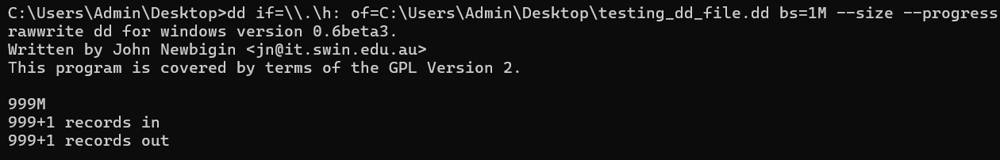 C:\Users\Admin\Desktop>dd if=\\.\h: of=C:\Users\Admin\Desktop\testing_dd_file.dd bs=1M --size --progress
rawwrite dd for windows version 0.6beta3.
Written by John Newbigin <jn@it.swin.edu.au>
This program is covered by terms of the GPL Version 2.
999M
999+1 records in
999+1 records out